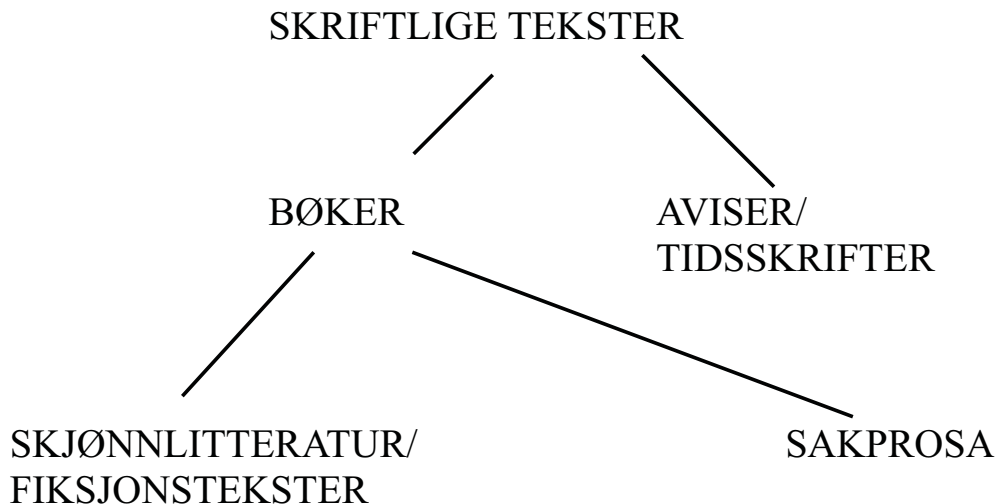 SKRIFTLIGE TEKSTER
BØKER
AVISER/
TIDSSKRIFTER
SKJØNNLITTERATUR/
FIKSJONSTEKSTER
SAKPROSA